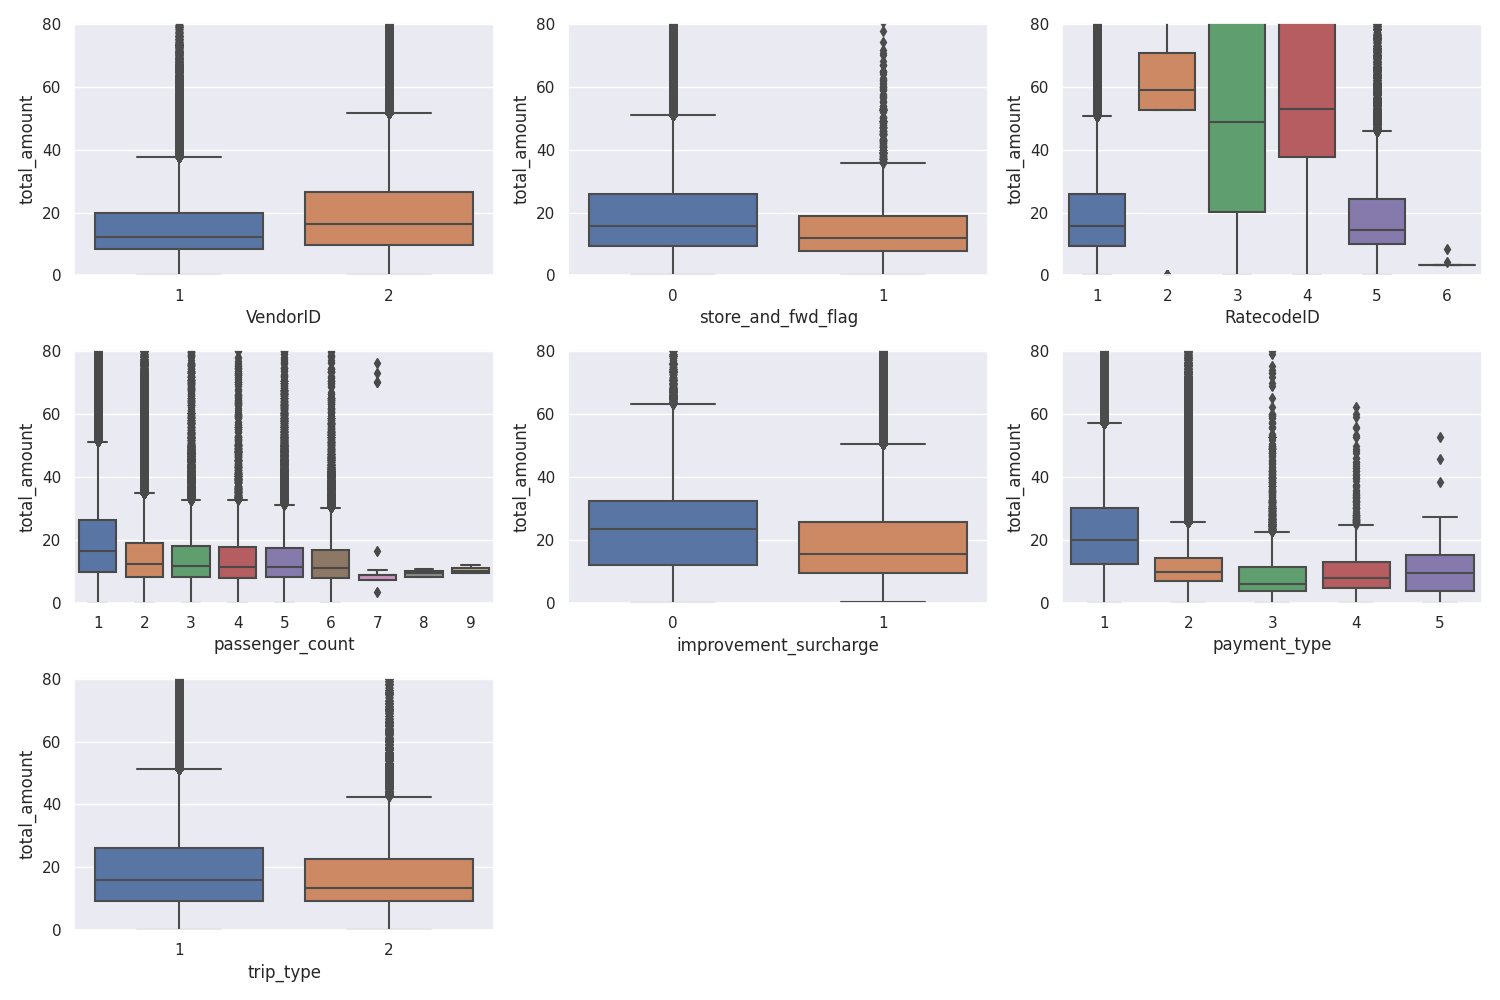 80
60
40
20
0
total_amount
1 2
VendorID
80
60
40
20
0
total_amount
0 1
store_and_fwd_flag
80
60
40
20
0
total_amount
1 2 3 4 5 6
RatecodeID
80
60
40
20
0
total_amount
1 2 3 4 5 6 7 8 9
passenger_count
80
60
40
20
0
total_amount
0 1
improvement_surcharge
80
60
40
20
0
total_amount
1 2 3 4 5
payment_type
80
60
40
20
0
total_amount
1 2
trip_type